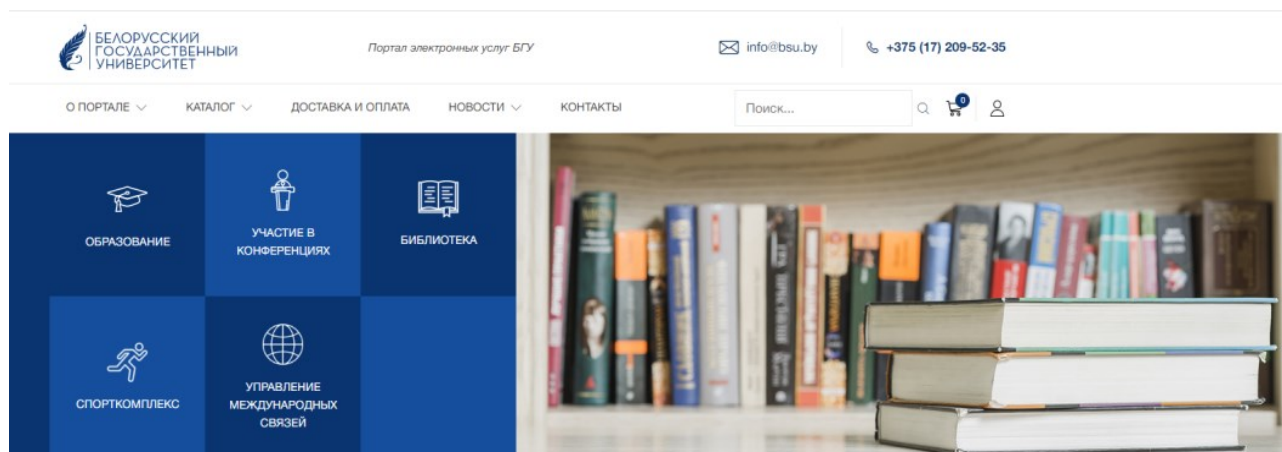 БЕЛОРУССКИЙ
ГОСУДАРСТВЕННЫЙ
УНИВЕРСИТЕТ
Портал электронных услуг БГУ
info@bsu.by
+375 (17) 209-52-35
О ПОРТАЛЕ
КАТАЛОГ
ДОСТАВКА И ОПЛАТА
НОВОСТИ
КОНТАКТЫ
Поиск...
0
ОБРАЗОВАНИЕ
УЧАСТИЕ В
КОНФЕРЕНЦИЯХ
БИБЛИОТЕКА
СПОРТКОМПЛЕКС
УПРАВЛЕНИЕ
МЕЖДУНАРОДНЫХ
СВЯЗЕЙ